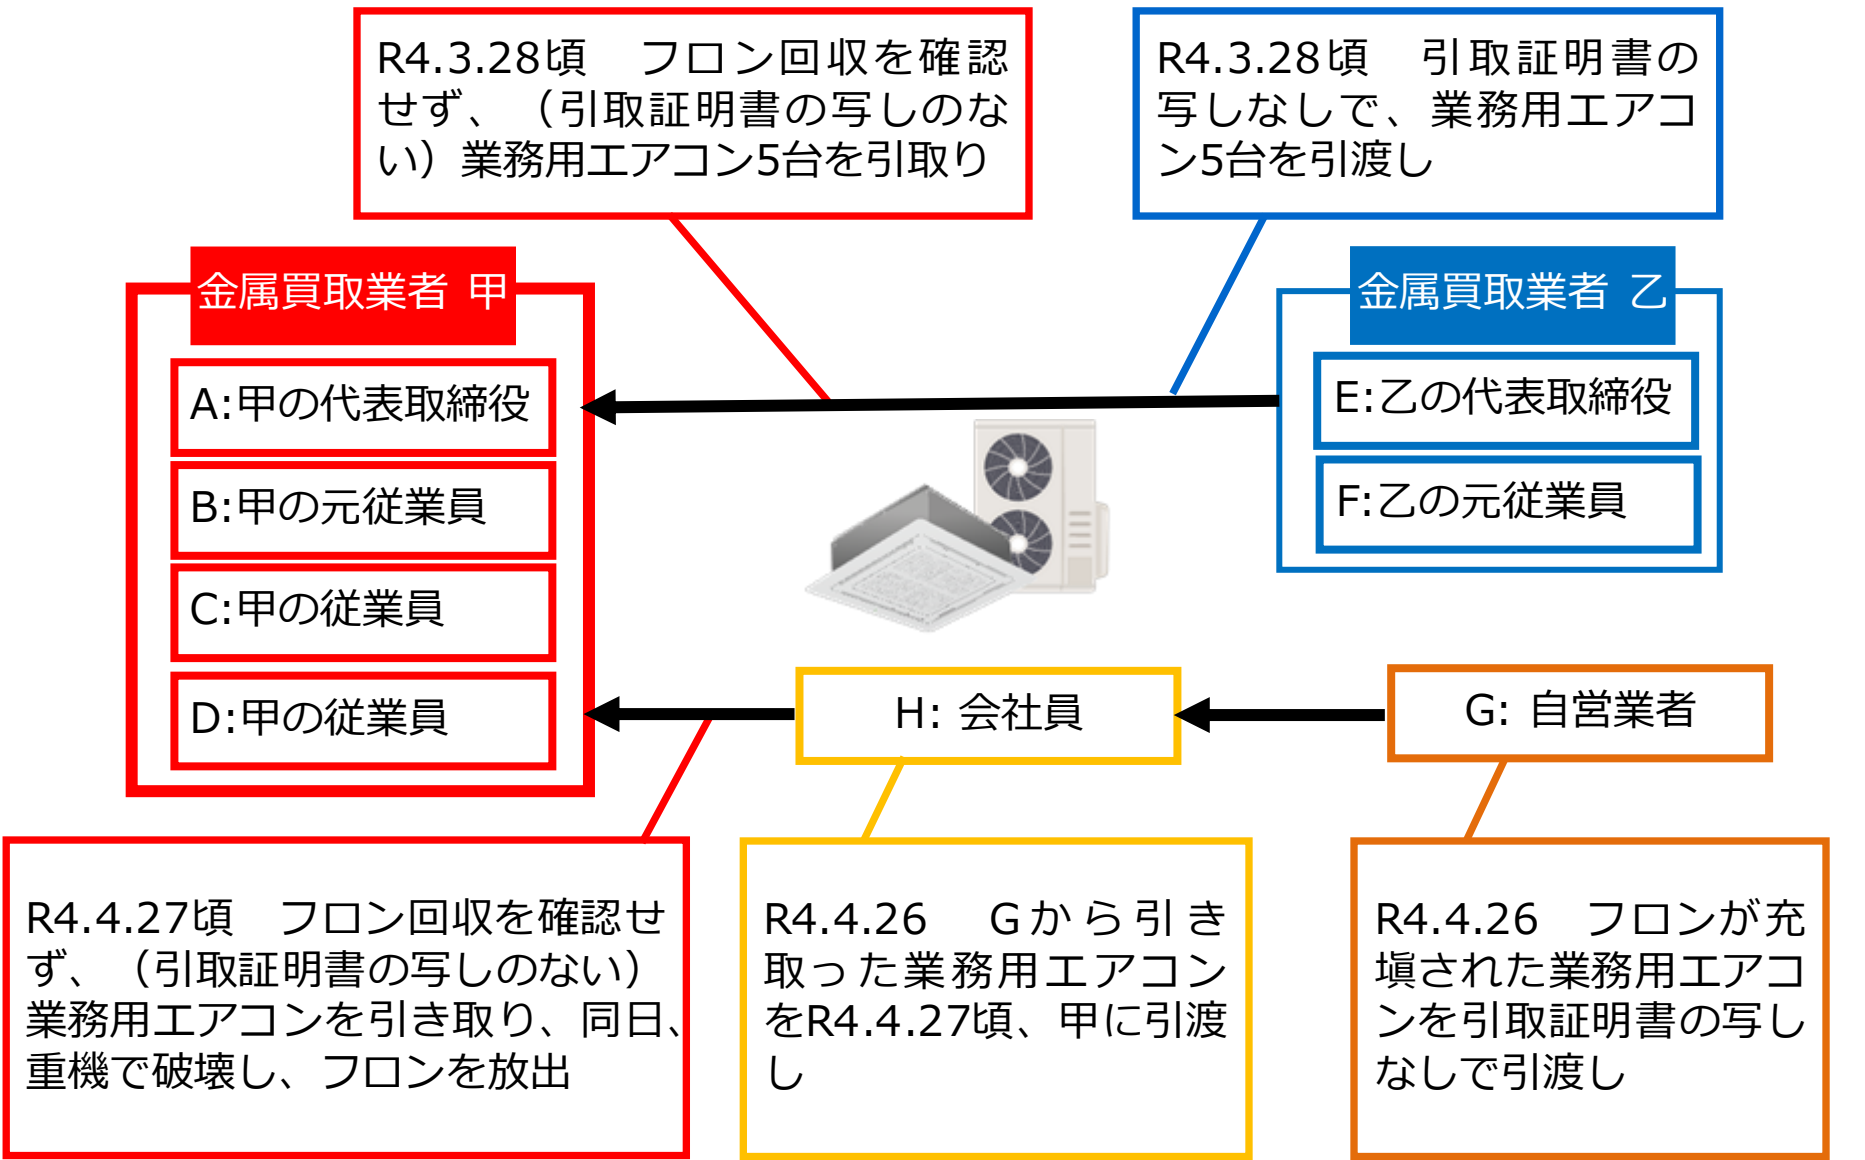 R4.3.28頃　フロン回収を確認
せず、（引取証明書の写しのな
い）業務用エアコン5台を引取り
R4.3.28頃　引取証明書の
写しなしで、業務用エアコ
ン5台を引渡し
金属買取業者 甲
A:甲の代表取締役
B:甲の元従業員
C:甲の従業員
D:甲の従業員
金属買取業者 乙
E:乙の代表取締役
F:乙の元従業員
H: 会社員
G: 自営業者
R4.4.27頃　フロン回収を確認せ
ず、（引取証明書の写しのない）
業務用エアコンを引き取り、同日、
重機で破壊し、フロンを放出
R4.4.26　Gから引き
取った業務用エアコン
をR4.4.27頃、甲に引渡
し
R4.4.26　フロンが充
塡された業務用エアコ
ンを引取証明書の写し
なしで引渡し